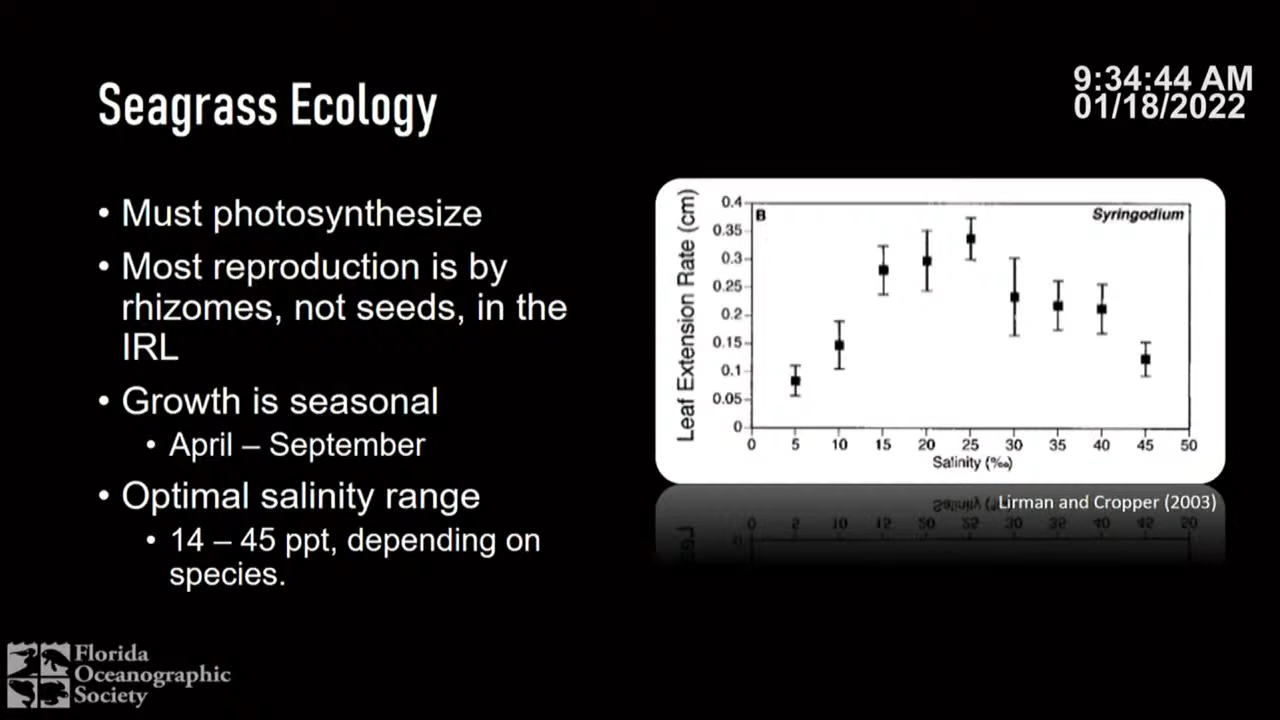 Seagrass Ecology
9:34:44 AM
01/18/2022
• Must photosynthesize
• Most reproduction is by
rhizomes, not seeds, in the
IRL
• Growth is seasonal
• April – September
• Optimal salinity range
• 14 – 45 ppt, depending on
species.
B
Syringodium
Leaf Extension Rate (cm)
0.4
0.35
0.3
0.25
0.2
0.15
0.1
0.05
0
0 5 10 15 20 25 30 35 40 45 50
Salinity (‰)
Lirman and Cropper (2003)
Florida
Oceanographic
Society